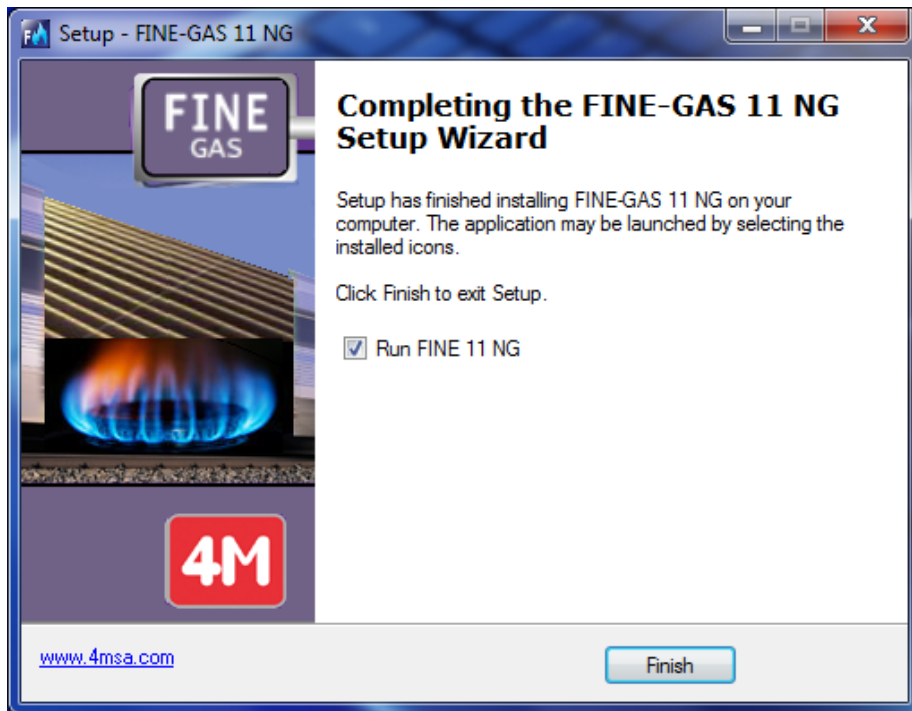 Setup - FINE-GAS 11 NG
FINE
GAS
Completing the FINE-GAS 11 NG
Setup Wizard
Setup has finished installing FINE-GAS 11 NG on your
computer. The application may be launched by selecting the
installed icons.
Click Finish to exit Setup.
Run FINE 11 NG
4M
www.4msa.com
Finish